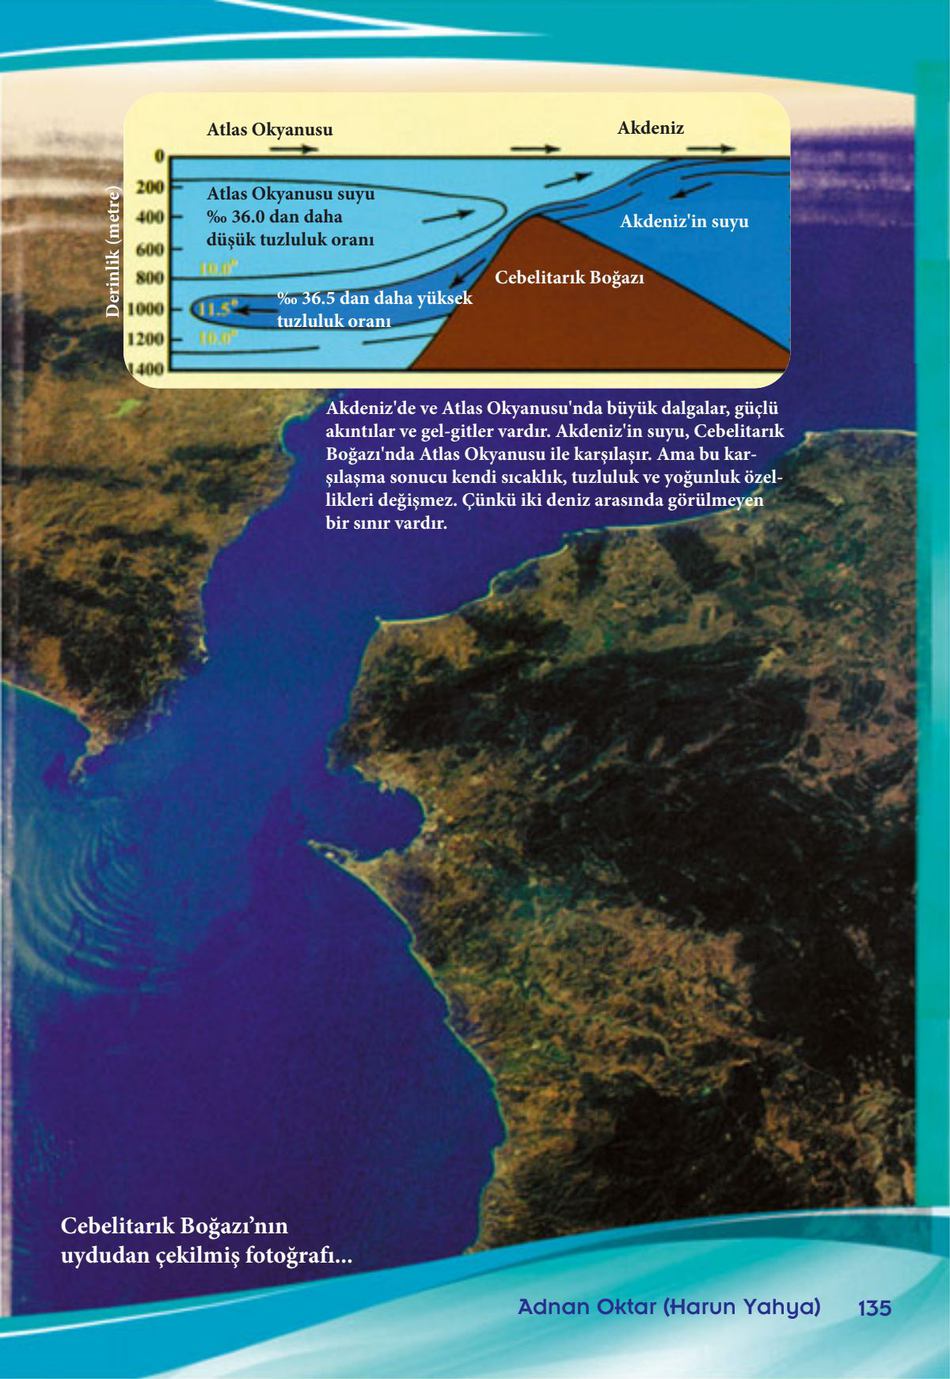 Atlas Okyanusu
Akdeniz
Derinlik (metre)
0
200
400
600
800
1000
1200
1400
Atlas Okyanusu suyu
‰ 36.0 dan daha
düşük tuzluluk oranı
Akdeniz'in suyu
10.0°
Cebelitarık Boğazı
11.5°
‰ 36.5 dan daha yüksek
tuzluluk oranı
10.0°
Akdeniz'de ve Atlas Okyanusu'nda büyük dalgalar, güçlü
akıntılar ve gel-gitler vardır. Akdeniz'in suyu, Cebelitarık
Boğazı'nda Atlas Okyanusu ile karşılaşır. Ama bu kar-
şılaşma sonucu kendi sıcaklık, tuzluluk ve yoğunluk özel-
likleri değişmez. Çünkü iki deniz arasında görülmeyen
bir sınır vardır.
Cebelitarık Boğazı’nın
uydudan çekilmiş fotoğrafı...
Adnan Oktar (Harun Yahya) 135